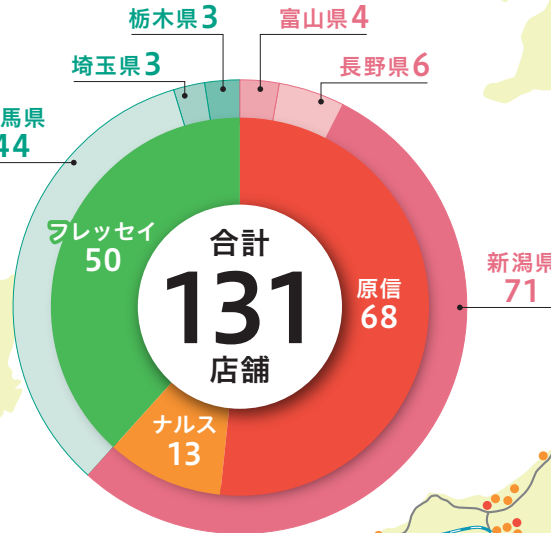 栃木県3
富山県4
埼玉県3
長野県6
馬県
44
フレッセイ
50
合計
131
店舗
原信
68
新潟県
71
ナルス
13